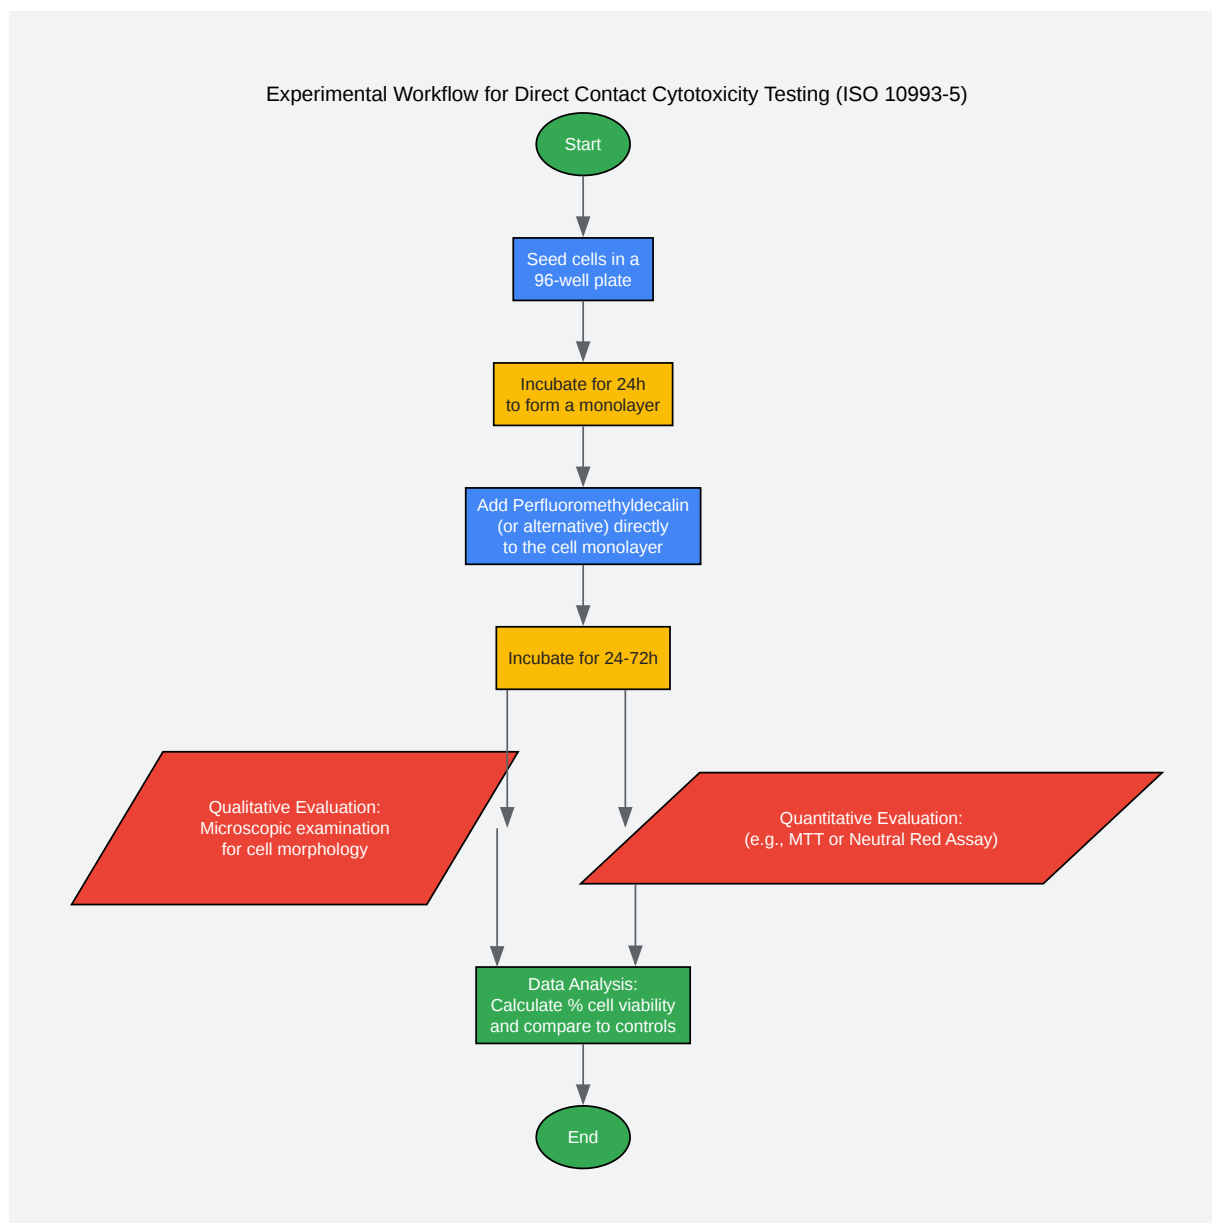 Experimental Workflow for Direct Contact Cytotoxicity Testing (ISO 10993-5)
Start
Seed cells in a
96-well plate
Incubate for 24h
to form a monolayer
Add Perfluoromethyldecalin
(or alternative) directly
to the cell monolayer
Incubate for 24-72h
Qualitative Evaluation:
Microscopic examination
for cell morphology
Quantitative Evaluation:
(e.g., MTT or Neutral Red Assay)
Data Analysis:
Calculate % cell viability
and compare to controls
End